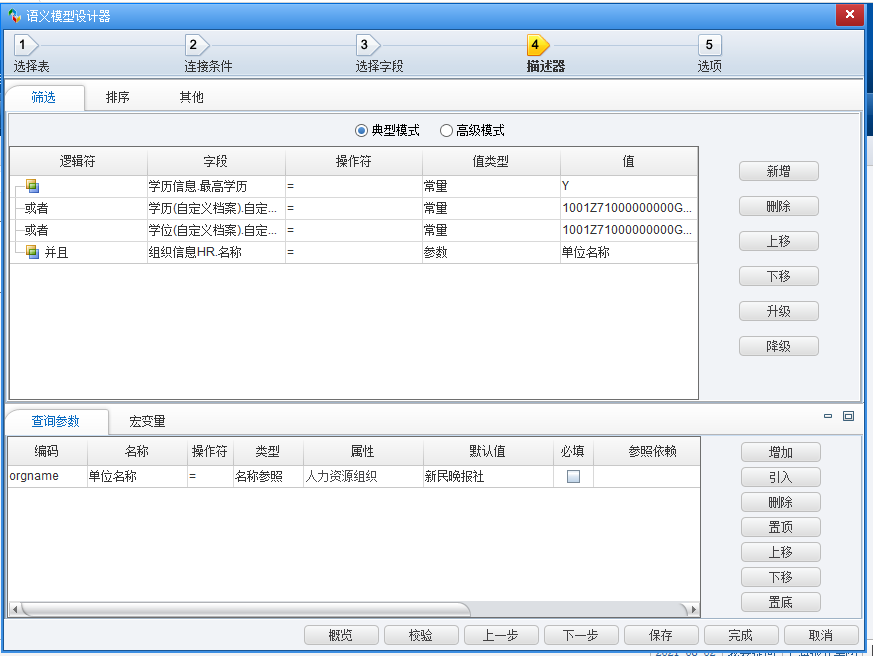 语义模型设计器
1 2 3 4 5
选择表 连接条件 选择字段 描述器 选项
筛选 排序 其他
典型模式 高级模式
逻辑符 字段 操作符 值类型 值
学历信息.最高学历 = 常量 Y
或者 学历(自定义档案).自定... = 常量 1001Z71000000000G...
或者 学位(自定义档案).自定... = 常量 1001Z71000000000G...
并且 组织信息HR.名称 = 参数 单位名称
新增
删除
上移
下移
升级
降级
查询参数 宏变量
编码 名称 操作符 类型 属性 默认值 必填 参照依赖
orgname 单位名称 = 名称参照 人力资源组织 新民晚报社
增加
引入
删除
置顶
上移
下移
置底
概览 校验 上一步 下一步 保存 完成 取消